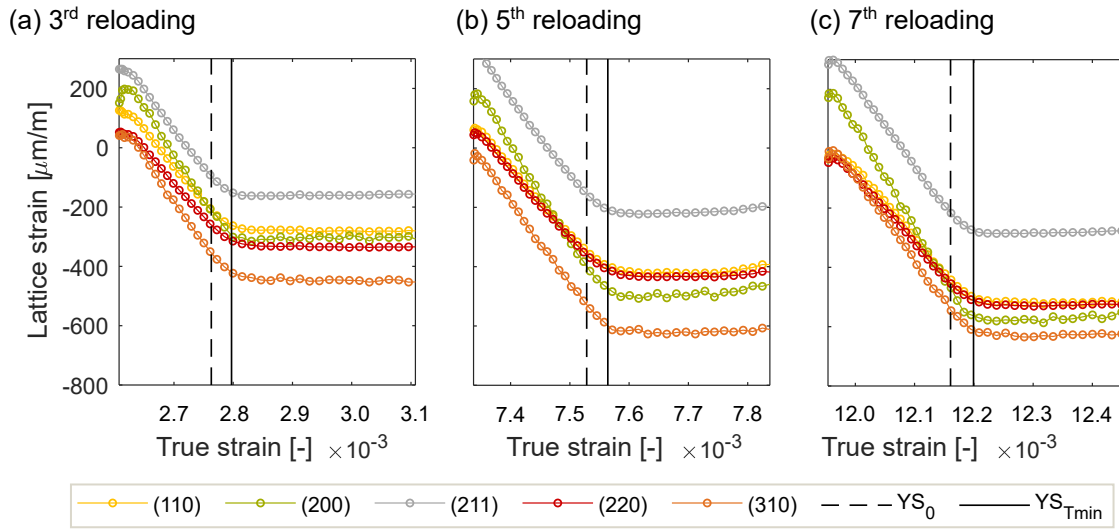 (a) 3rd reloading
(b) 5th reloading
(c) 7th reloading
Lattice strain [μm/m]
200
0
-200
-400
-600
-800
2.7 2.8 2.9 3.0 3.1
True strain [-] ×10-3
7.4 7.5 7.6 7.7 7.8
True strain [-] ×10-3
12.0 12.1 12.2 12.3 12.4
True strain [-] ×10-3
(110) (200) (211) (220) (310) YS0 YSTmin